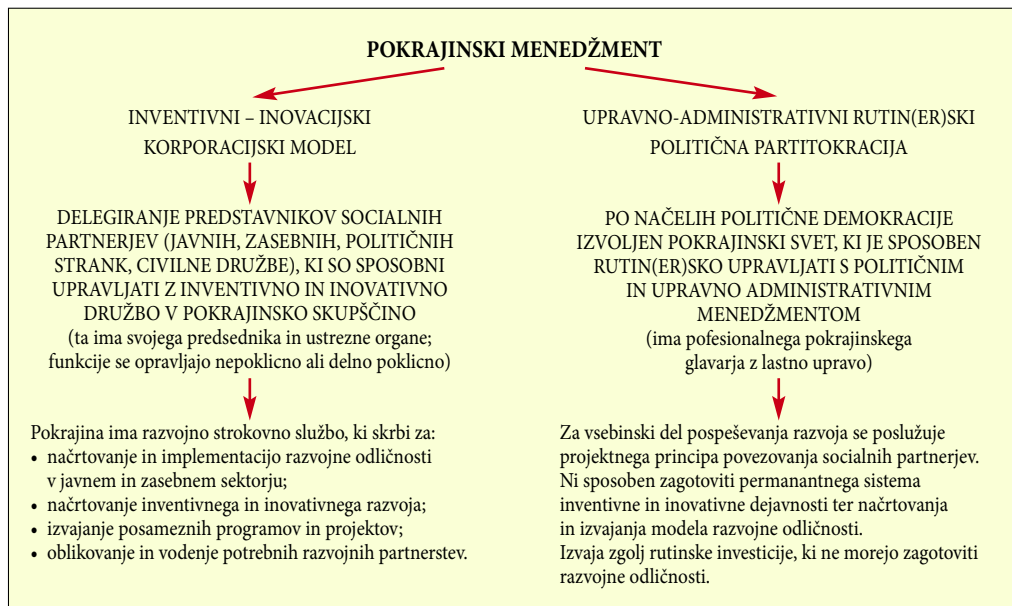 POKRAJINSKI MENEDŽMENT
INVENTIVNI – INOVACIJSKI
KORPORACIJSKI MODEL
DELEGIRANJE PREDSTAVNIKOV SOCIALNIH
PARTNERJEV (JAVNIH, ZASEBNIH, POLITIČNIH
STRANK, CIVILNE DRUŽBE), KI SO SPOSOBNI
UPRAVLJATI Z INVENTIVNO IN INOVATIVNO
DRUŽBO V POKRAJINSKO SKUPŠČINO
(ta ima svojega predsednika in ustrezne organe;
funkcije se opravljajo nepoklicno ali delno poklicno)
Pokrajina ima razvojno strokovno službo, ki skrbi za:
• načrtovanje in implementacijo razvojne odličnosti
v javnem in zasebnem sektorju;
• načrtovanje inventivnega in inovativnega razvoja;
• izvajanje posameznih programov in projektov;
• oblikovanje in vodenje potrebnih razvojnih partnerstev.
UPRAVNO-ADMINISTRATIVNI RUTIN(ER)SKI
POLITIČNA PARTITOKRACIJA
PO NAČELIH POLITIČNE DEMOKRACIJE
IZVOLJEN POKRAJINSKI SVET, KI JE SPOSOBEN
RUTIN(ER)SKO UPRAVLJATI S POLITIČNIM
IN UPRAVNO ADMINISTRATIVNIM
MENEDŽMENTOM
(ima pofesionalnega pokrajinskega
glavarja z lastno upravo)
Za vsebinski del pospeševanja razvoja se poslužuje
projektnega principa povezovanja socialnih partnerjev.
Ni sposoben zagotoviti permanantnega sistema
inventivne in inovativne dejavnosti ter načrtovanja
in izvajanja modela razvojne odličnosti.
Izvaja zgolj rutinske investicije, ki ne morejo zagotoviti
razvojne odličnosti.